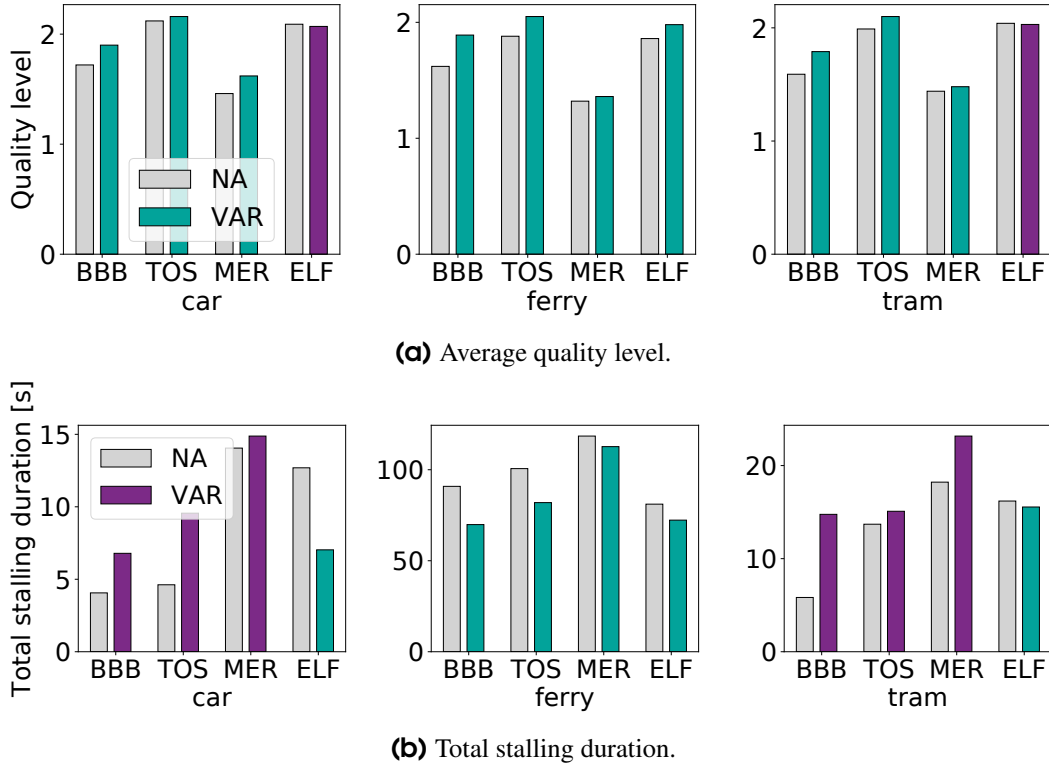 Quality level
2
1
0
NA
VAR
BBB TOS MER ELF
car
2
1
0
BBB TOS MER ELF
ferry
2
1
0
BBB TOS MER ELF
tram
(a) Average quality level.
Total stalling duration [s]
15
10
5
0
NA
VAR
BBB TOS MER ELF
car
100
50
0
BBB TOS MER ELF
ferry
20
10
0
BBB TOS MER ELF
tram
(b) Total stalling duration.